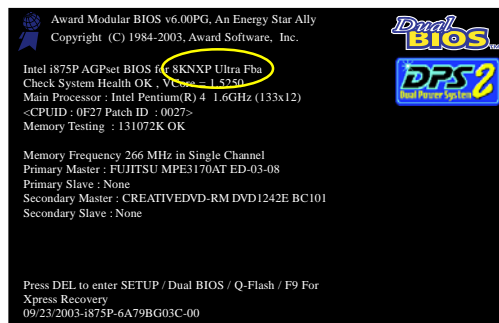 Award Modular BIOS v6.00PG, An Energy Star Ally
Copyright (C) 1984-2003, Award Software, Inc.
Dual
BIOS
TM
Intel i875P AGPset BIOS for 8KNXP Ultra Fba
Check System Health OK , VCore = 1.5250
Main Processor : Intel Pentium(R) 4 1.6GHz (133x12)
<CPUID : 0F27 Patch ID : 0027>
Memory Testing : 131072K OK
DPS2
Dual Power System
Memory Frequency 266 MHz in Single Channel
Primary Master : FUJITSU MPE3170AT ED-03-08
Primary Slave : None
Secondary Master : CREATIVEDVD-RM DVD1242E BC101
Secondary Slave : None
Press DEL to enter SETUP / Dual BIOS / Q-Flash / F9 For
Xpress Recovery
09/23/2003-i875P-6A79BG03C-00